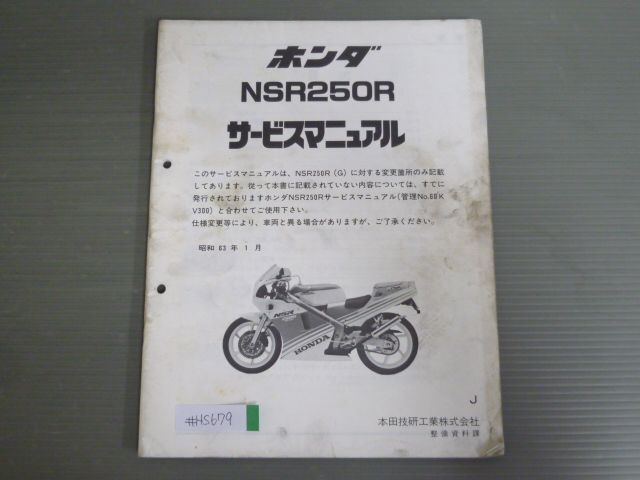 ホンダ
NSR250R
サービスマニュアル
このサービスマニュアルは、NSR250R（G）に対する変更箇所のみ記載
してあります。従って本書に記載されていない内容については、すでに
発行されておりますホンダNSR250Rサービスマニュアル(管理No.60K
V300）と合わせてご使用下さい。
仕様変更等により、車両と異る場合がありますが、ご了承ください。
昭和 63 年 1 月
NSR
HONDA
J
#HS679
本田技研工業株式会社
整備資料課